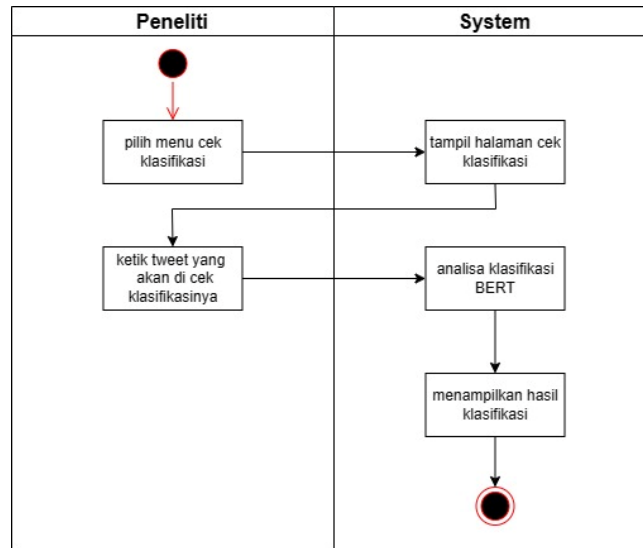 Peneliti
System
pilih menu cek
klasifikasi
tampil halaman cek
klasifikasi
ketik tweet yang
akan di cek
klasifikasinya
analisa klasifikasi
BERT
menampilkan hasil
klasifikasi